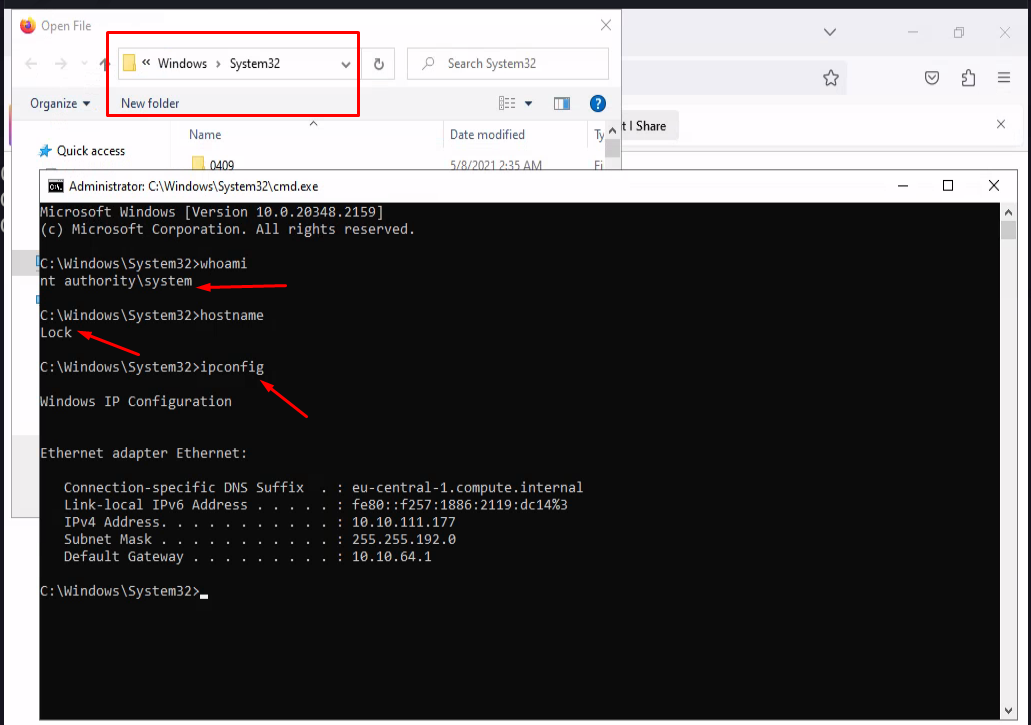 Open File
« Windows › System32
Search System32
Organize
New folder
?
t I Share
Name
Date modified
Ty
Quick access
0409
5/8/2021 2:35 AM
Fi
Administrator: C:\Windows\System32\cmd.exe
Microsoft Windows [Version 10.0.20348.2159]
(c) Microsoft Corporation. All rights reserved.
C:\Windows\System32>whoami
nt authority\system
C:\Windows\System32>hostname
Lock
C:\Windows\System32>ipconfig
Windows IP Configuration
Ethernet adapter Ethernet:
Connection-specific DNS Suffix  . : eu-central-1.compute.internal
Link-local IPv6 Address . . . . . : fe80::f257:1886:2119:dc14%3
IPv4 Address. . . . . . . . . . . : 10.10.111.177
Subnet Mask . . . . . . . . . . . : 255.255.192.0
Default Gateway . . . . . . . . . : 10.10.64.1
C:\Windows\System32>